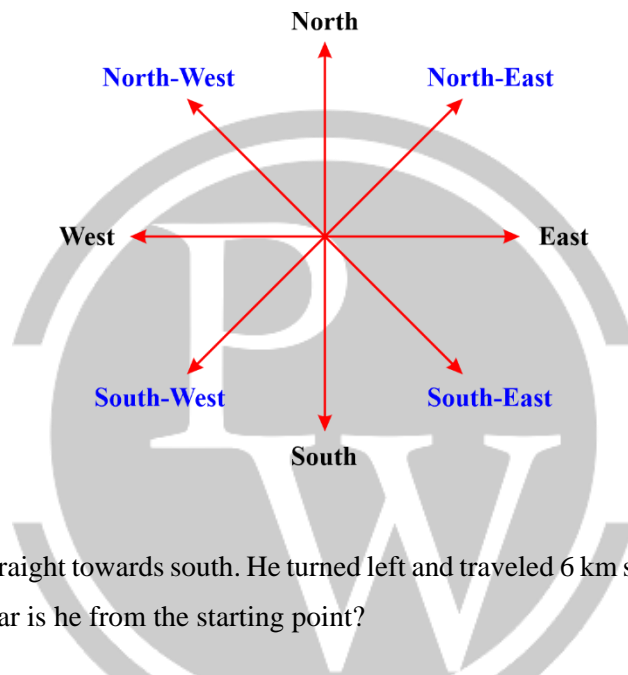 North
North-West North-East
West East
South-West South-East
South
PW
raight towards south. He turned left and traveled 6 km s
ar is he from the starting point?